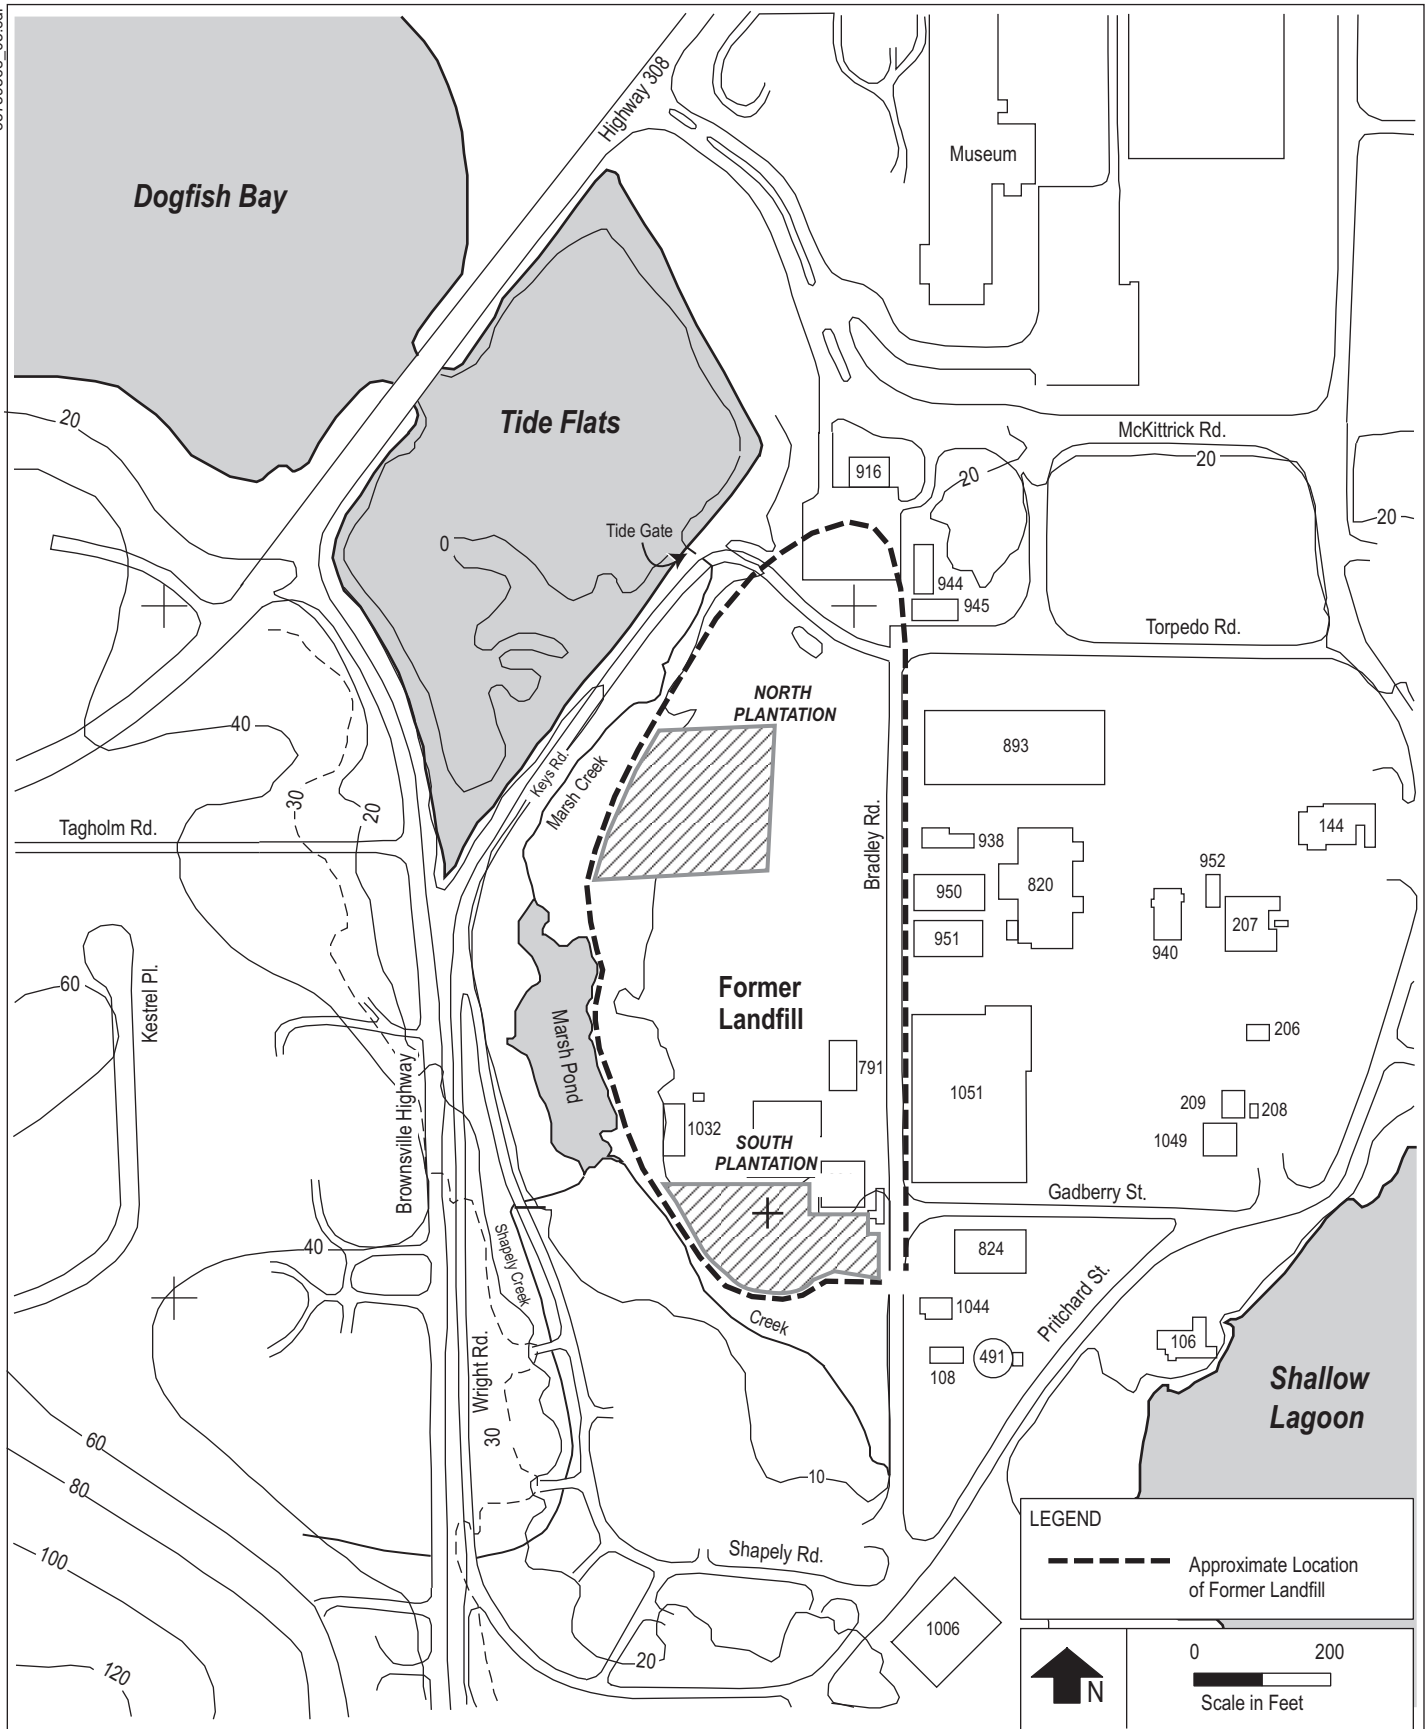 Highway 308
Museum
Dogfish Bay
Tide Flats
20
McKittrick Rd.
20
916
20
20
Tide Gate
0
944
945
Torpedo Rd.
NORTH
PLANTATION
40
893
Keys Rd.
Marsh Creek
30
20
Bradley Rd.
Tagholm Rd.
938
144
952
820
950
207
951
940
60
Kestrel Pl.
Former
Landfill
Marsh Pond
206
791
1051
Brownsville Highway
209
208
1032
1049
SOUTH
PLANTATION
Gadberry St.
40
Shapely Creek
824
Pritchard St.
1044
Creek
106
491
108
Wright Rd.
Shallow
Lagoon
30
60
10
80
LEGEND
Approximate Location
of Former Landfill
100
Shapely Rd.
1006
20
120
N
0 200
Scale in Feet